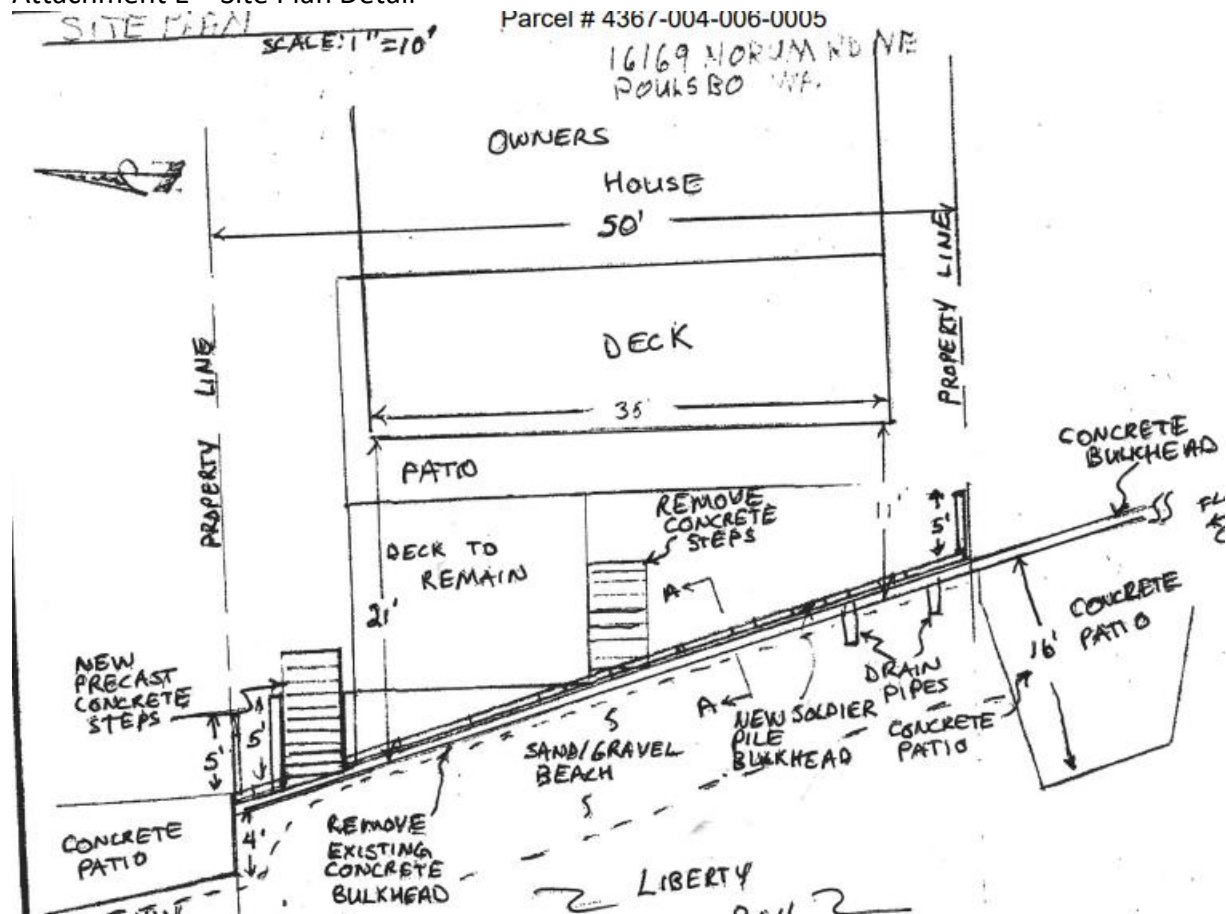 Attachment E – Site Plan Detail
SITE PLAN
SCALE: 1" = 10'
Parcel # 4367-004-006-0005
16169 NORUM RD NE
POULSBO WA.
OWNERS
HOUSE
50'
PROPERTY LINE
DECK
PROPERTY LINE
35
CONCRETE
BULKHEAD
PATIO
REMOVE
CONCRETE
STEPS
11'
5'
DECK TO
REMAIN
21'
A
CONCRETE
PATIO
16'
NEW
PRECAST
CONCRETE
STEPS
5'
5'
DRAIN
PIPES
A
NEW SOLDIER
PILE
BULKHEAD
CONCRETE
PATIO
SAND/GRAVEL
BEACH
CONCRETE
PATIO
4'
REMOVE
EXISTING
CONCRETE
BULKHEAD
LIBERTY